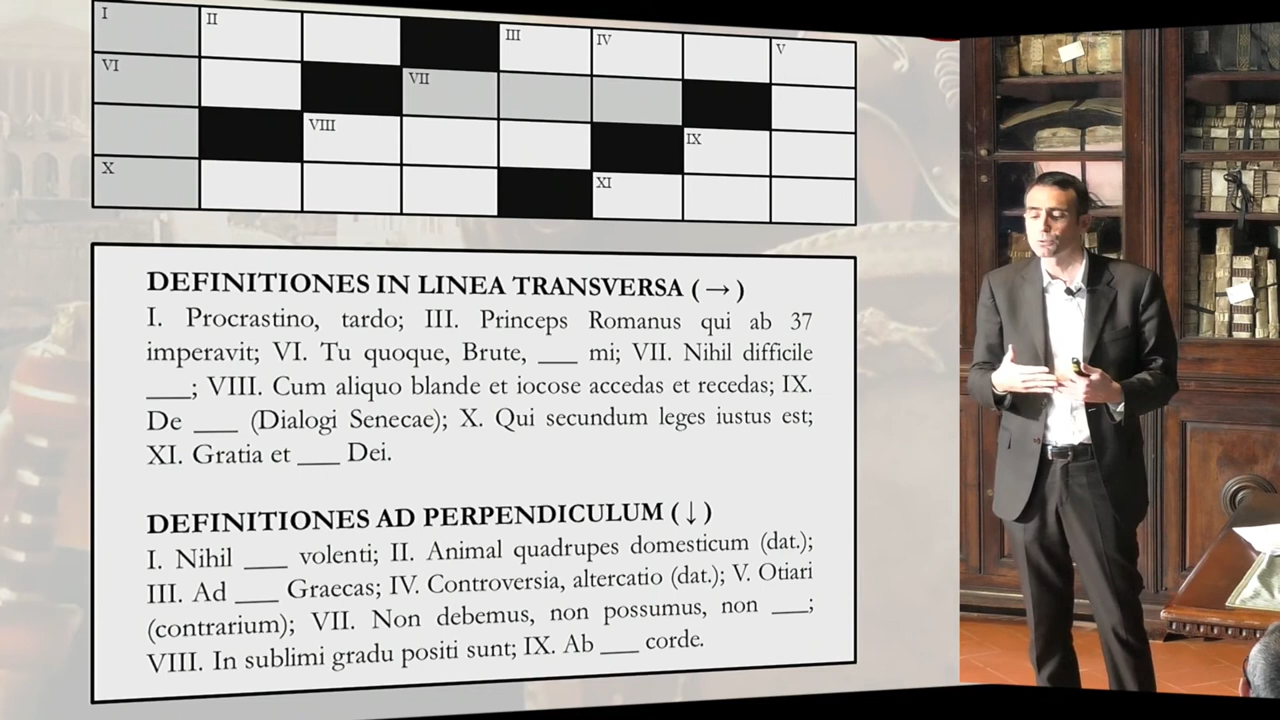 I II III IV V
VI VII
VIII IX
X XI
DEFINITIONES IN LINEA TRANSVERSA ( → )
I. Procrastino, tardo; III. Princeps Romanus qui ab 37
imperavit; VI. Tu quoque, Brute, ___ mi; VII. Nihil difficile
___; VIII. Cum aliquo blande et iocose accedas et recedas; IX.
De ___ (Dialogi Senecae); X. Qui secundum leges iustus est;
XI. Gratia et ___ Dei.
DEFINITIONES AD PERPENDICULUM ( ↓ )
I. Nihil ___ volenti; II. Animal quadrupes domesticum (dat.);
III. Ad ___ Graecas; IV. Controversia, altercatio (dat.); V. Otiari
(contrarium); VII. Non debemus, non possumus, non ___;
VIII. In sublimi gradu positi sunt; IX. Ab ___ corde.